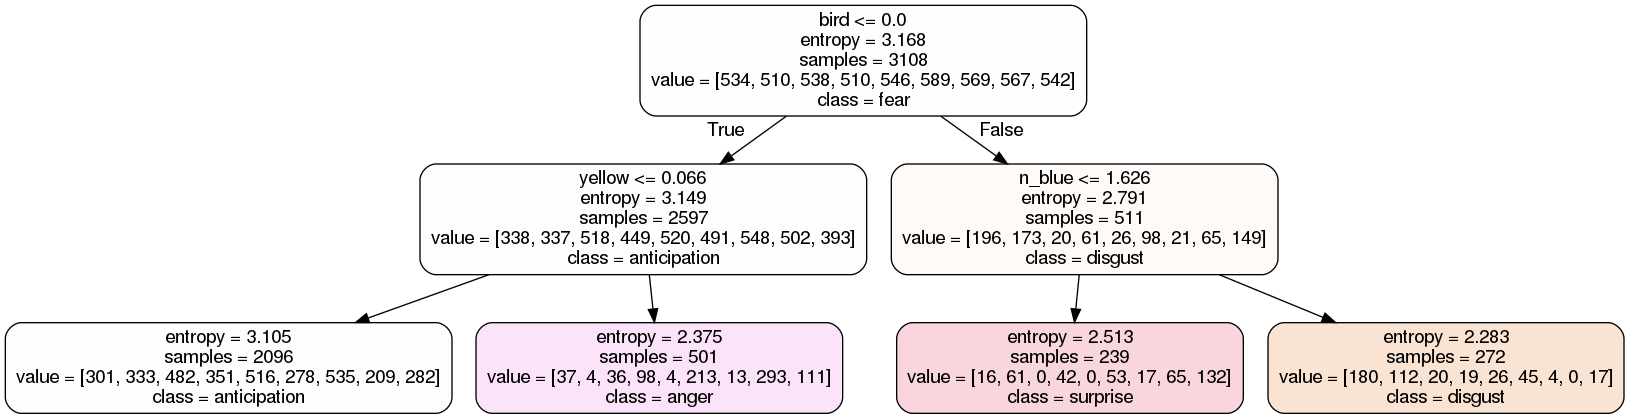 bird <= 0.0
entropy = 3.168
samples = 3108
value = [534, 510, 538, 510, 546, 589, 569, 567, 542]
class = fear
True
False
yellow <= 0.066
entropy = 3.149
samples = 2597
value = [338, 337, 518, 449, 520, 491, 548, 502, 393]
class = anticipation
n_blue <= 1.626
entropy = 2.791
samples = 511
value = [196, 173, 20, 61, 26, 98, 21, 65, 149]
class = disgust
entropy = 3.105
samples = 2096
value = [301, 333, 482, 351, 516, 278, 535, 209, 282]
class = anticipation
entropy = 2.375
samples = 501
value = [37, 4, 36, 98, 4, 213, 13, 293, 111]
class = anger
entropy = 2.513
samples = 239
value = [16, 61, 0, 42, 0, 53, 17, 65, 132]
class = surprise
entropy = 2.283
samples = 272
value = [180, 112, 20, 19, 26, 45, 4, 0, 17]
class = disgust